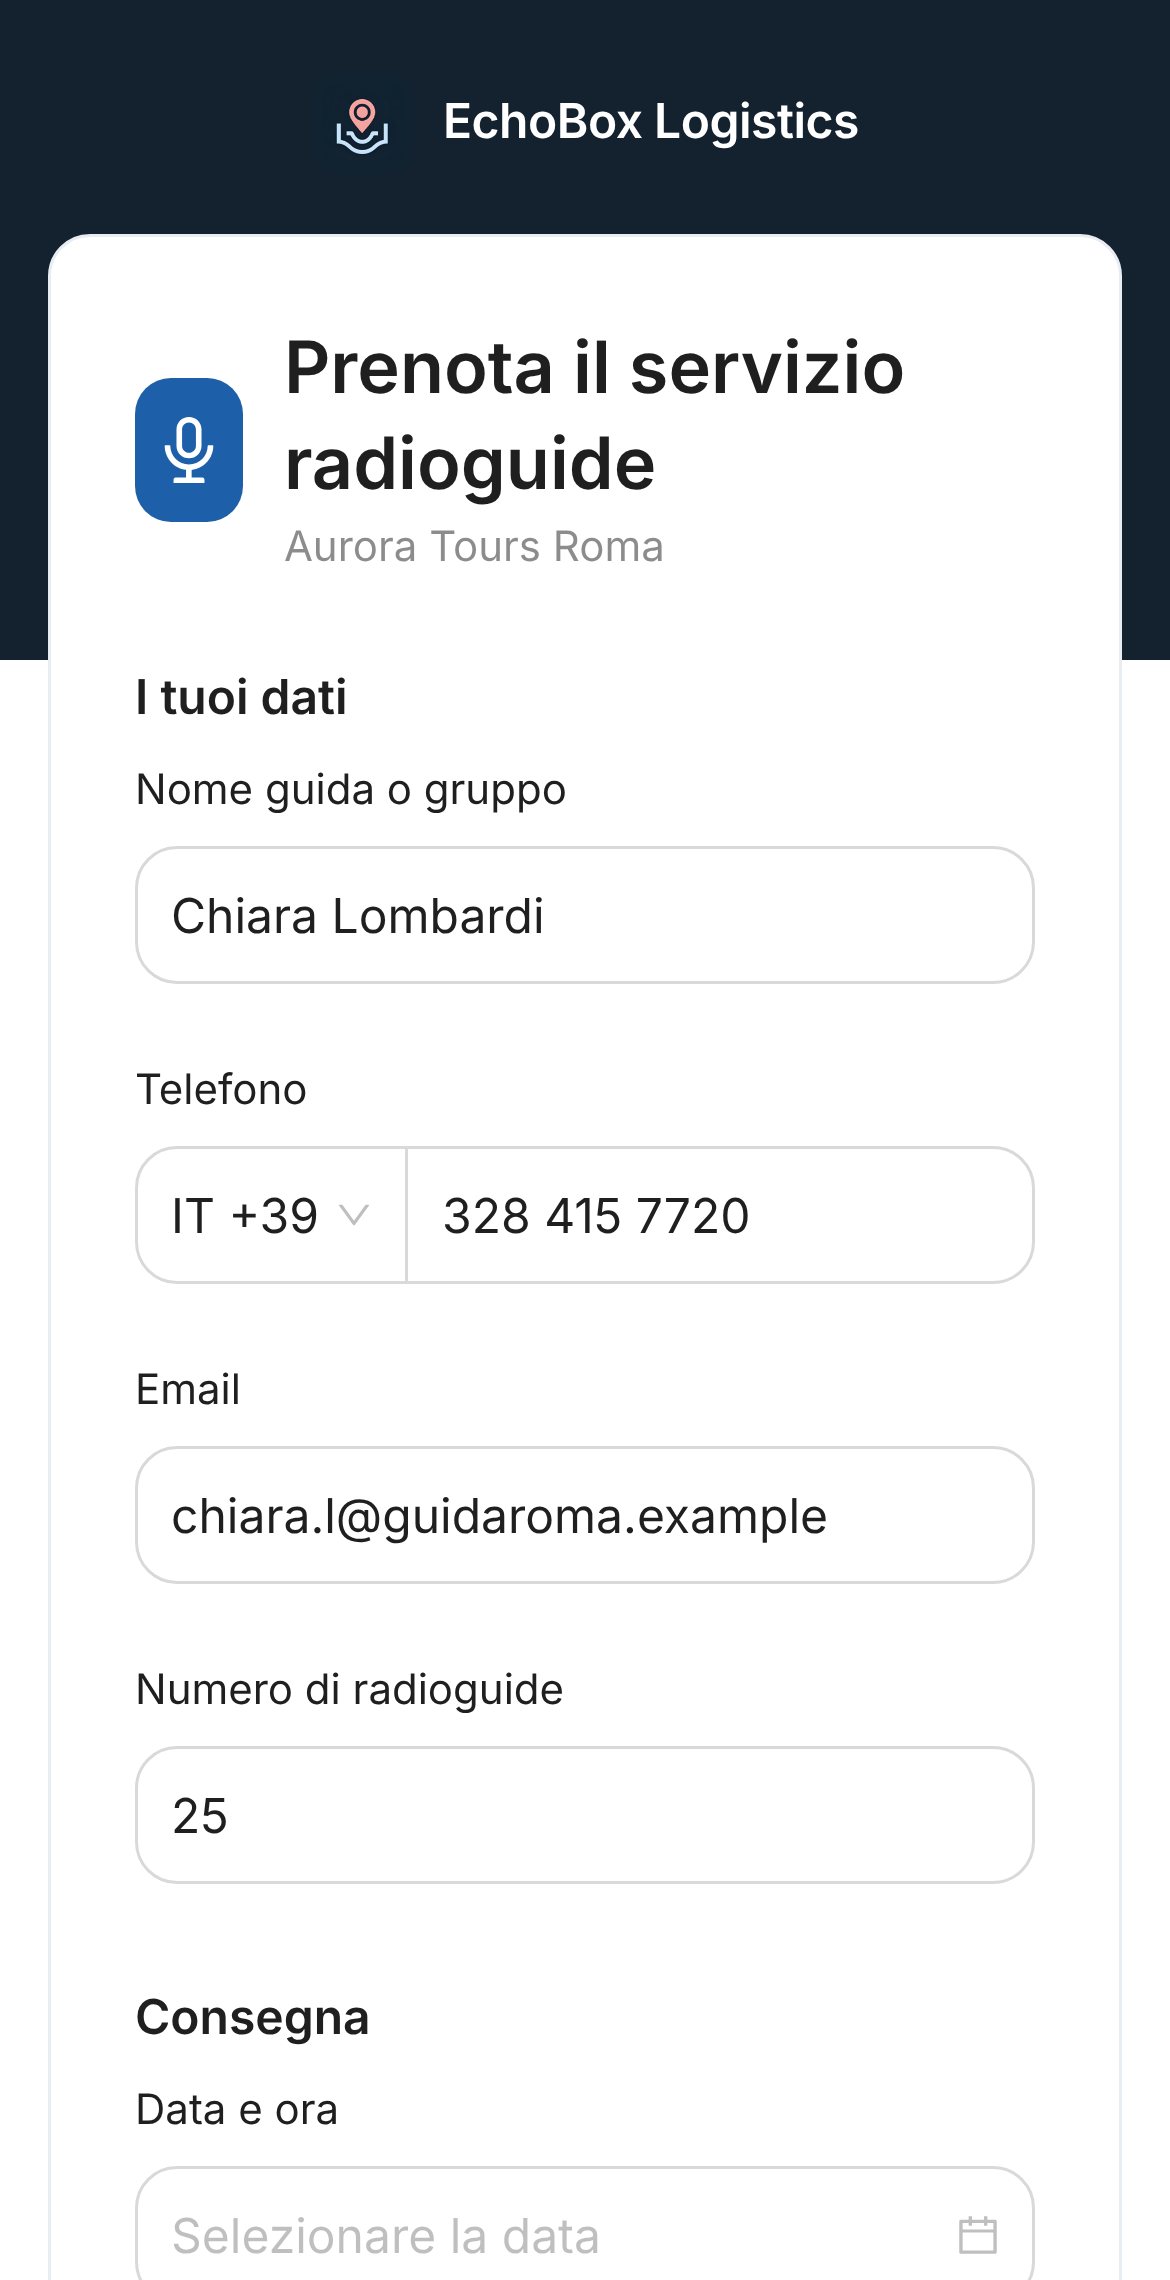 EchoBox Logistics
Prenota il servizio
radioguide
Aurora Tours Roma
I tuoi dati
Nome guida o gruppo
Chiara Lombardi
Telefono
IT +39 328 415 7720
Email
chiara.l@guidaroma.example
Numero di radioguide
25
Consegna
Data e ora
Selezionare la data